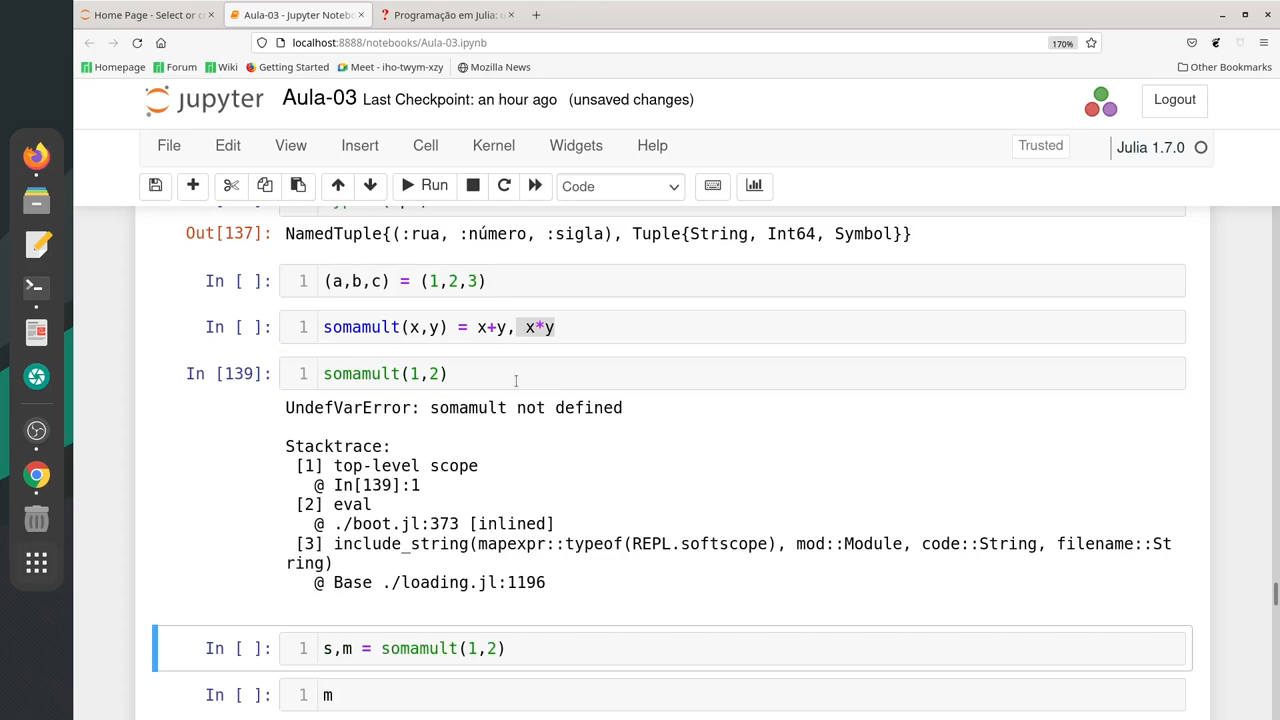 Home Page - Select or c
Aula-03 - Jupyter Noteb
Programação em Julia: u
localhost:8888/notebooks/Aula-03.ipynb
170%
Homepage
Forum
Wiki
Getting Started
Meet - iho-twym-xzy
Mozilla News
Other Bookmarks
jupyter
Aula-03
Last Checkpoint: an hour ago
(unsaved changes)
Logout
File
Edit
View
Insert
Cell
Kernel
Widgets
Help
Trusted
Julia 1.7.0
Run
Code
Out[137]: NamedTuple{(:rua, :número, :sigla), Tuple{String, Int64, Symbol}}
In [ ]: 1 (a,b,c) = (1,2,3)
In [ ]: 1 somamult(x,y) = x+y, x*y
In [139]: 1 somamult(1,2)
UndefVarError: somamult not defined
Stacktrace:
[1] top-level scope
@ In[139]:1
[2] eval
@ ./boot.jl:373 [inlined]
[3] include_string(mapexpr::typeof(REPL.softscope), mod::Module, code::String, filename::St
ring)
@ Base ./loading.jl:1196
In [ ]: 1 s,m = somamult(1,2)
In [ ]: 1 m